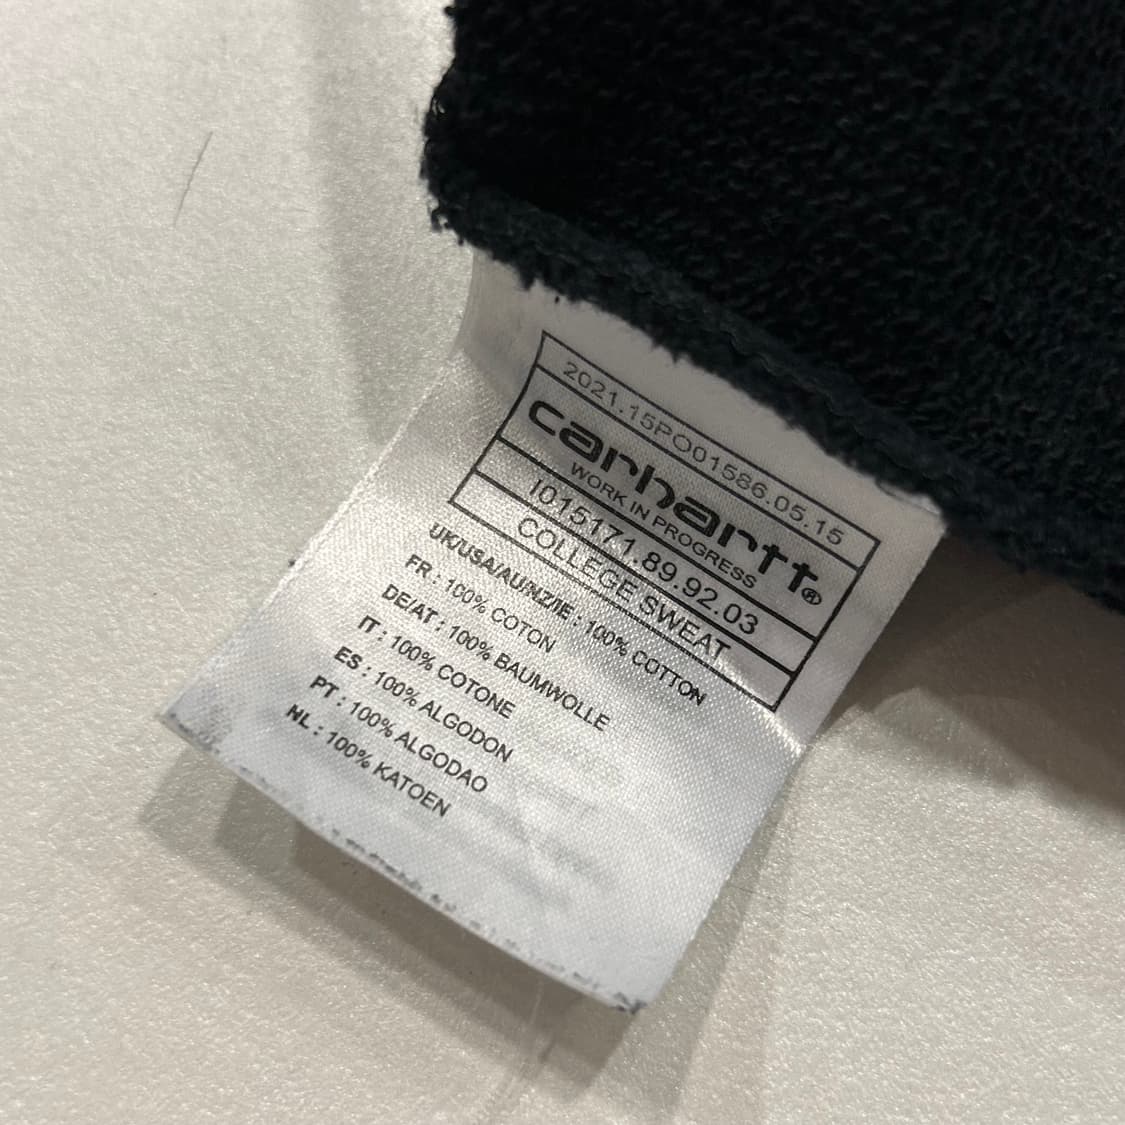 2021.15PO01586.05.15
carhartt®
WORK IN PROGRESS
I015171.89.92.03
COLLEGE SWEAT
UK/USA/AU/NZ/IE : 100% COTTON
FR : 100% COTON
DE/AT : 100% BAUMWOLLE
IT : 100% COTONE
ES : 100% ALGODON
PT : 100% ALGODAO
NL : 100% KATOEN